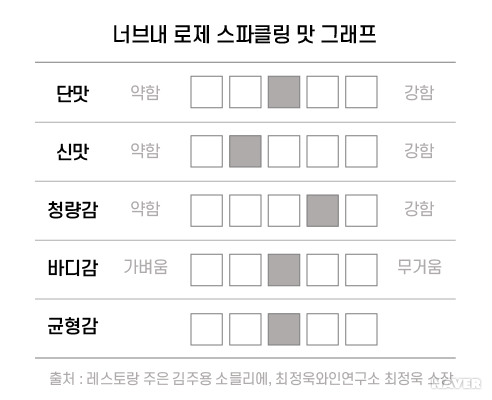 너브내 로제 스파클링 맛 그래프
단맛 약함 강함
신맛 약함 강함
청량감 약함 강함
바디감 가벼움 무거움
균형감
출처 : 레스토랑 주은 김주용 소믈리에, 최정욱와인연구소 최정욱 소장
NAVER